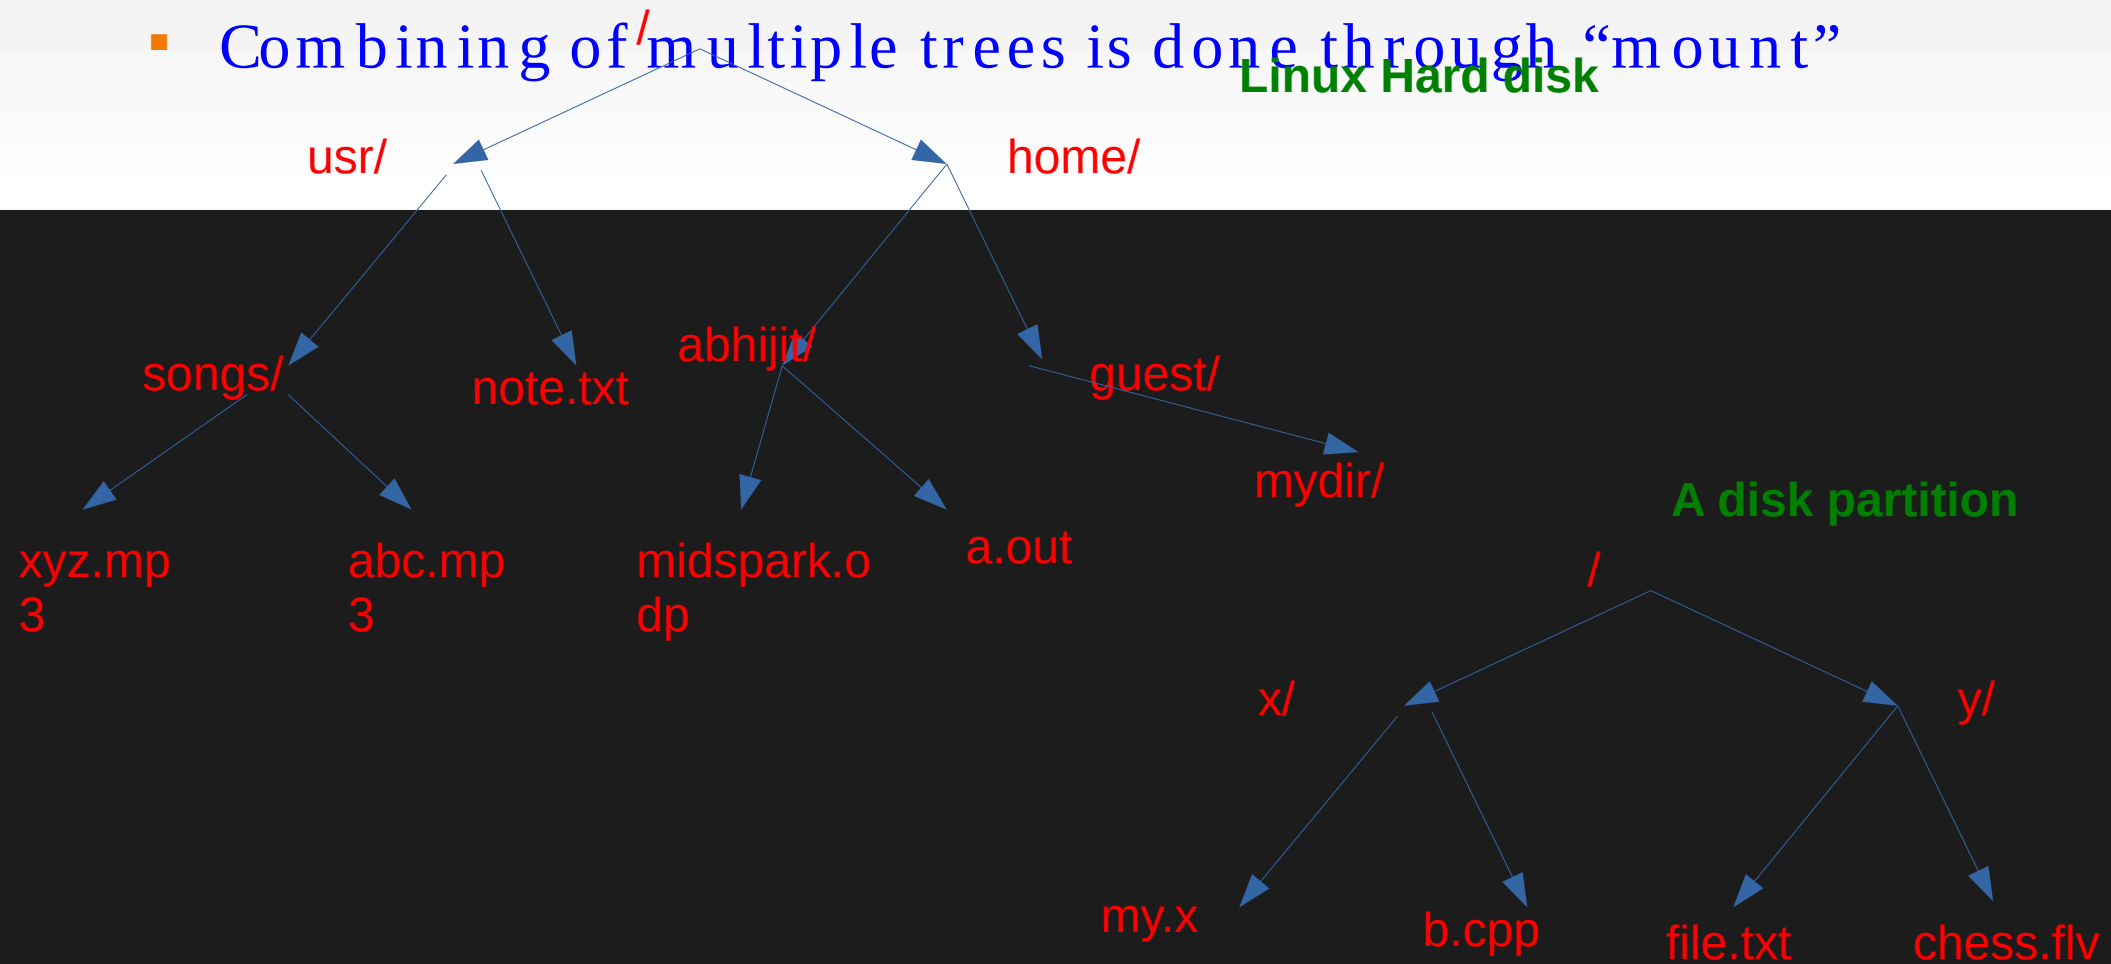 Combining of multiple trees is done through “mount”
/
Linux Hard disk
usr/
home/
songs/
note.txt
abhijit/
guest/
mydir/
xyz.mp
3
abc.mp
3
midspark.o
dp
a.out
A disk partition
/
x/
y/
my.x
b.cpp
file.txt
chess.flv